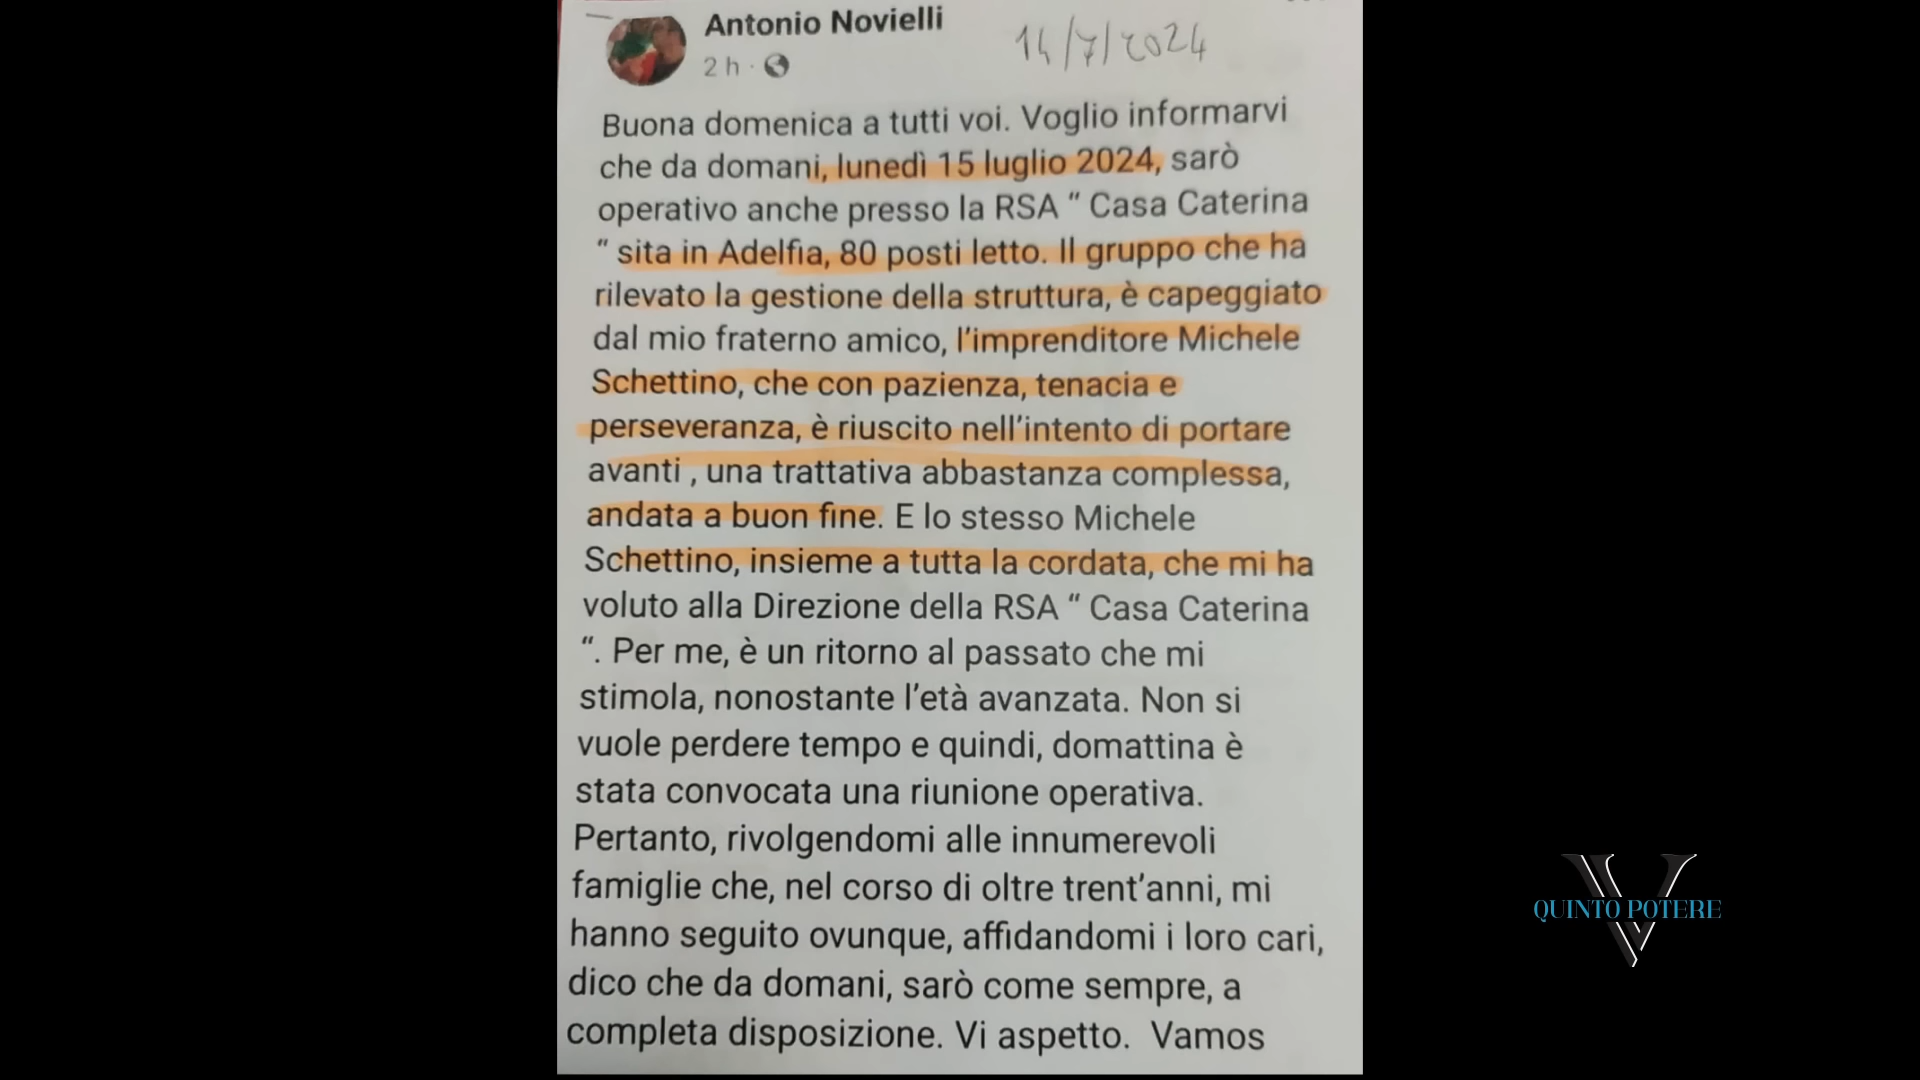 Antonio Novielli
14/7/2024
2 h ·
Buona domenica a tutti voi. Voglio informarvi
che da domani, lunedì 15 luglio 2024, sarò
operativo anche presso la RSA “ Casa Caterina
“ sita in Adelfia, 80 posti letto. Il gruppo che ha
rilevato la gestione della struttura, è capeggiato
dal mio fraterno amico, l’imprenditore Michele
Schettino, che con pazienza, tenacia e
perseveranza, è riuscito nell’intento di portare
avanti , una trattativa abbastanza complessa,
andata a buon fine. E lo stesso Michele
Schettino, insieme a tutta la cordata, che mi ha
voluto alla Direzione della RSA “ Casa Caterina
“. Per me, è un ritorno al passato che mi
stimola, nonostante l’età avanzata. Non si
vuole perdere tempo e quindi, domattina è
stata convocata una riunione operativa.
Pertanto, rivolgendomi alle innumerevoli
famiglie che, nel corso di oltre trent’anni, mi
hanno seguito ovunque, affidandomi i loro cari,
dico che da domani, sarò come sempre, a
completa disposizione. Vi aspetto. Vamos
V
QUINTO POTERE